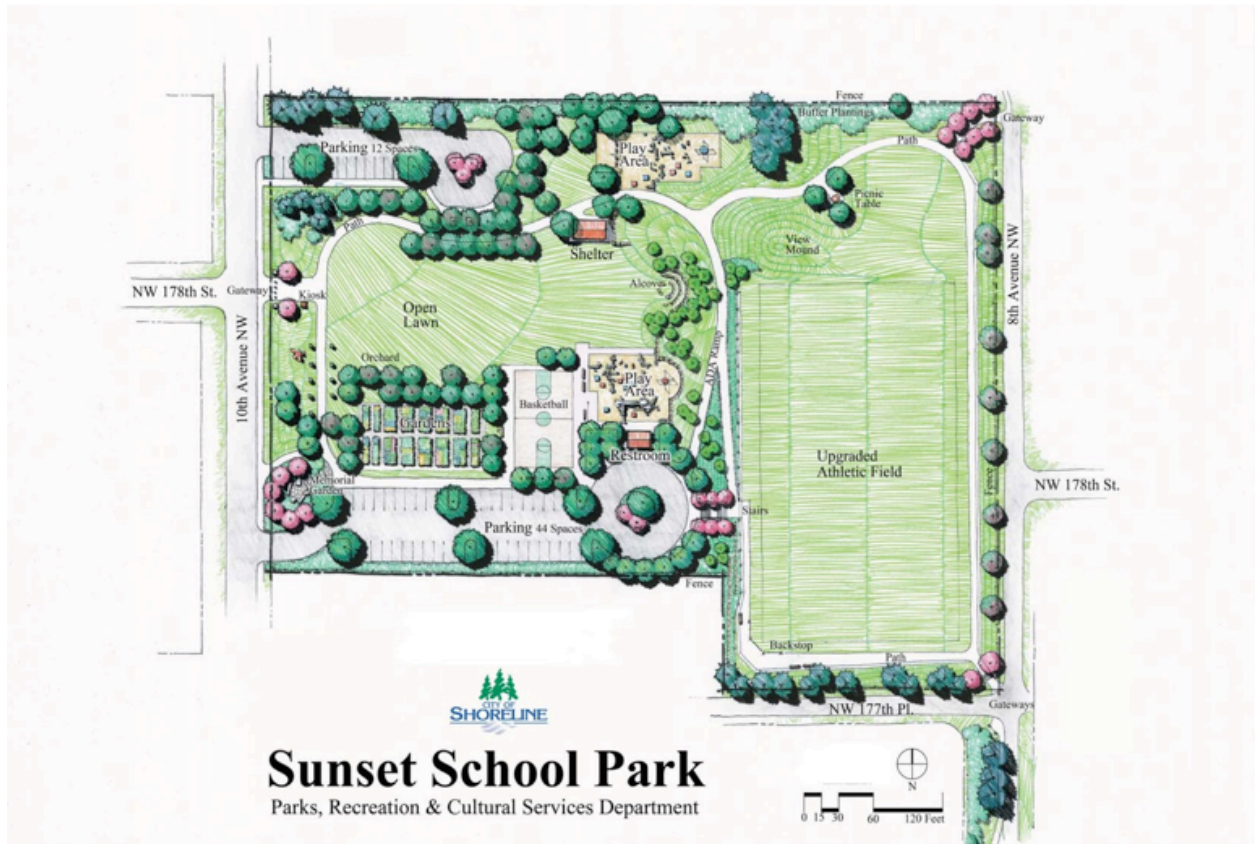 Fence
Buffer Plantings
Gateway
Path
Parking 12 Spaces
Play
Area
Picnic
Table
Path
View
Mound
Shelter
8th Avenue NW
Alcove
NW 178th St.
Gateway
Kiosk
Open
Lawn
10th Avenue NW
ADA Ramp
Orchard
Play
Area
Basketball
Gardens
Restroom
Upgraded
Athletic Field
Fence
NW 178th St.
Memorial
Garden
Parking 44 Spaces
Stairs
Fence
Backstop
Path
Gateways
NW 177th Pl.
CITY OF
SHORELINE
Sunset School Park
Parks, Recreation & Cultural Services Department
N
0 15 30 60 120 Feet